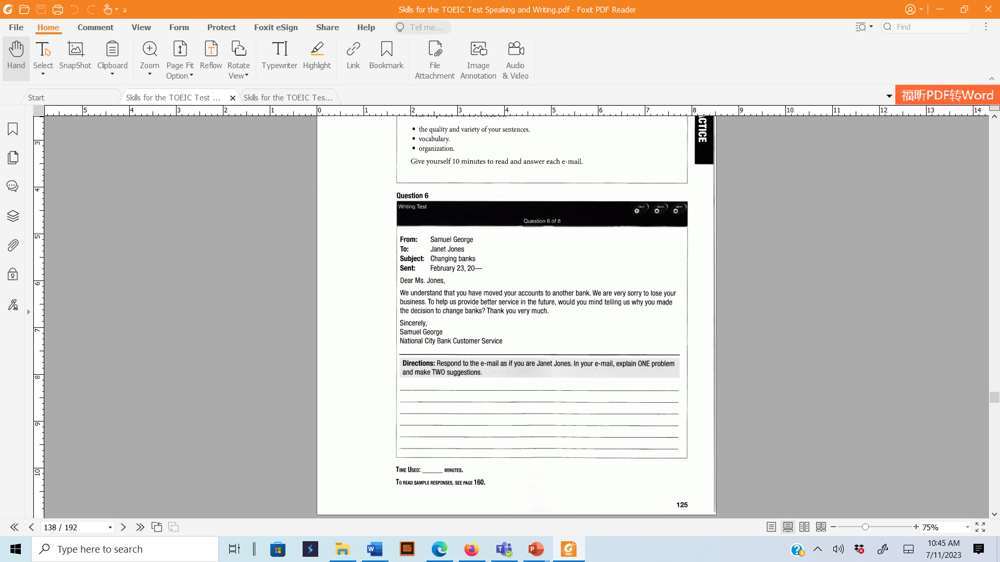 Skills for the TOEIC Test Speaking and Writing.pdf - Foxit PDF Reader
File Home Comment View Form Protect Foxit eSign Share Help Tell me... Find
Hand Select SnapShot Clipboard Zoom Page Fit Option Reflow Rotate View Typewriter Highlight Link Bookmark File Attachment Image Annotation Audio & Video
Start Skills for the TOEIC Test ... Skills for the TOEIC Tes... 福昕PDF转Word
5 4 3 2 1 0 1 2 3 4 5 6 7 8 9 10 11 12 13 14
3
4
5
6
7
8
9
10
ACTICE
• the quality and variety of your sentences.
• vocabulary.
• organization.
Give yourself 10 minutes to read and answer each e-mail.
Question 6
Writing Test
HELP BACK NEXT
Question 6 of 8
From: Samuel George
To: Janet Jones
Subject: Changing banks
Sent: February 23, 20—
Dear Ms. Jones,
We understand that you have moved your accounts to another bank. We are very sorry to lose your
business. To help us provide better service in the future, would you mind telling us why you made
the decision to change banks? Thank you very much.
Sincerely,
Samuel George
National City Bank Customer Service
Directions: Respond to the e-mail as if you are Janet Jones. In your e-mail, explain ONE problem
and make TWO suggestions.
TIME USED: ______ MINUTES.
TO READ SAMPLE RESPONSES, SEE PAGE 160.
125
138 / 192 75%
Type here to search
10:45 AM
7/11/2023